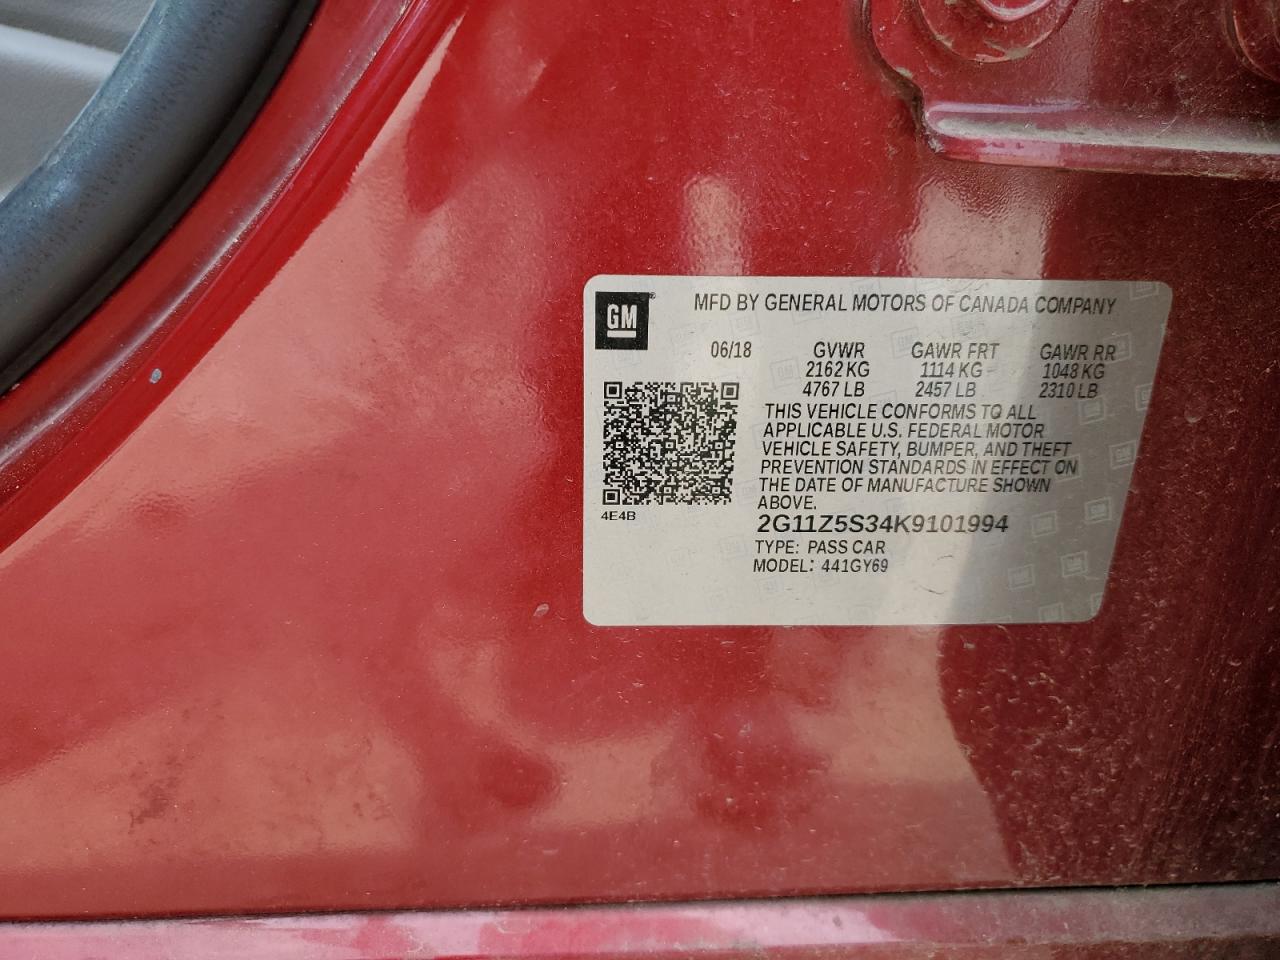 GM
MFD BY GENERAL MOTORS OF CANADA COMPANY
06/18 GVWR GAWR FRT GAWR RR
2162 KG 1114 KG 1048 KG
4767 LB 2457 LB 2310 LB
THIS VEHICLE CONFORMS TO ALL
APPLICABLE U.S. FEDERAL MOTOR
VEHICLE SAFETY, BUMPER, AND THEFT
PREVENTION STANDARDS IN EFFECT ON
THE DATE OF MANUFACTURE SHOWN
ABOVE.
4E4B
2G11Z5S34K9101994
TYPE: PASS CAR
MODEL: 441GY69